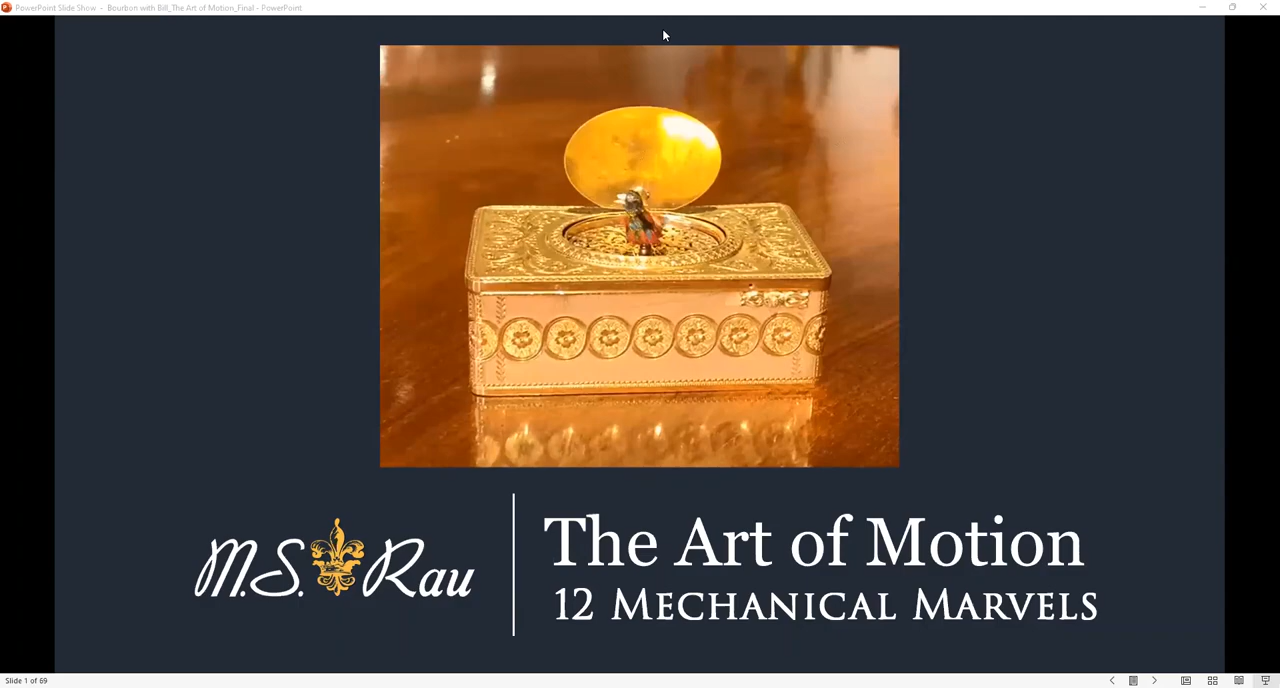 PowerPoint Slide Show - Bourbon with Bill_The Art of Motion_Final - PowerPoint
M.S. Rau
The Art of Motion
12 Mechanical Marvels
Slide 1 of 69